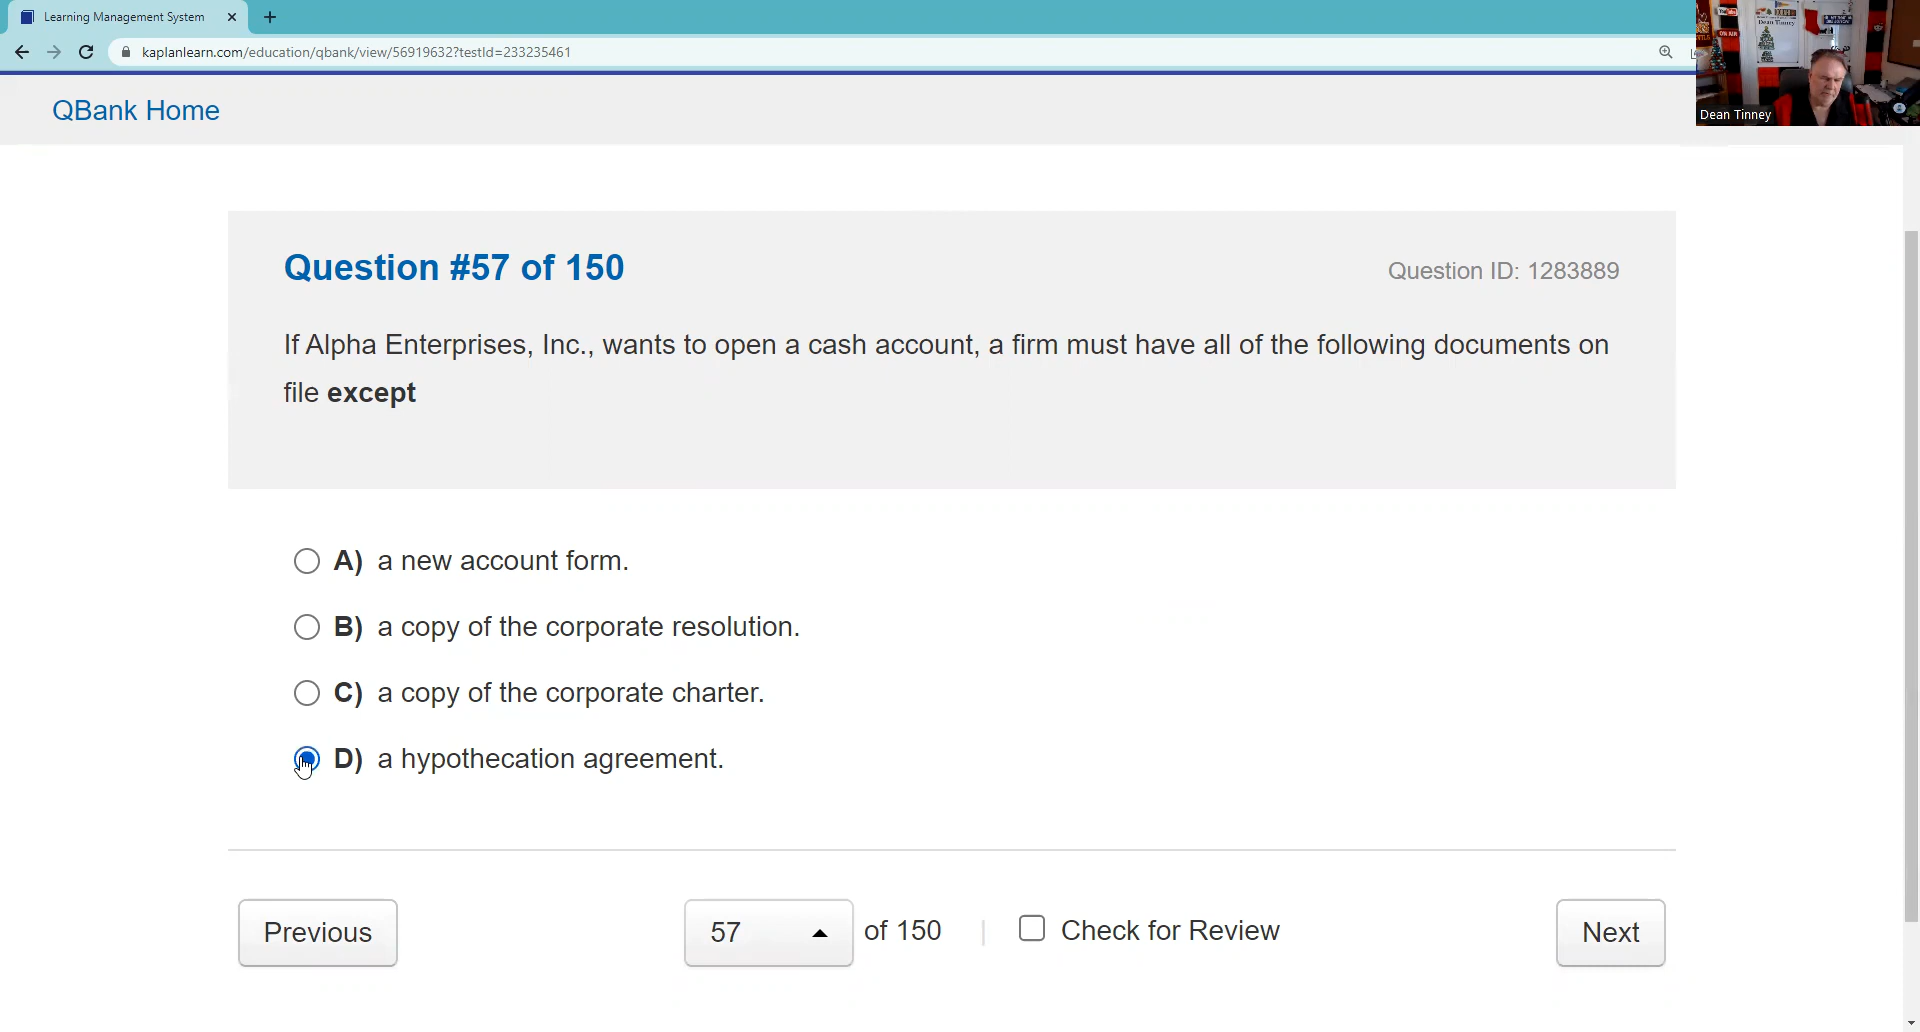 Learning Management System
kaplanlearn.com/education/qbank/view/56919632?testId=233235461
Dean Tinney
QBank Home
Question #57 of 150
Question ID: 1283889
If Alpha Enterprises, Inc., wants to open a cash account, a firm must have all of the following documents on
file except
A) a new account form.
B) a copy of the corporate resolution.
C) a copy of the corporate charter.
D) a hypothecation agreement.
Previous
57 of 150
Check for Review
Next